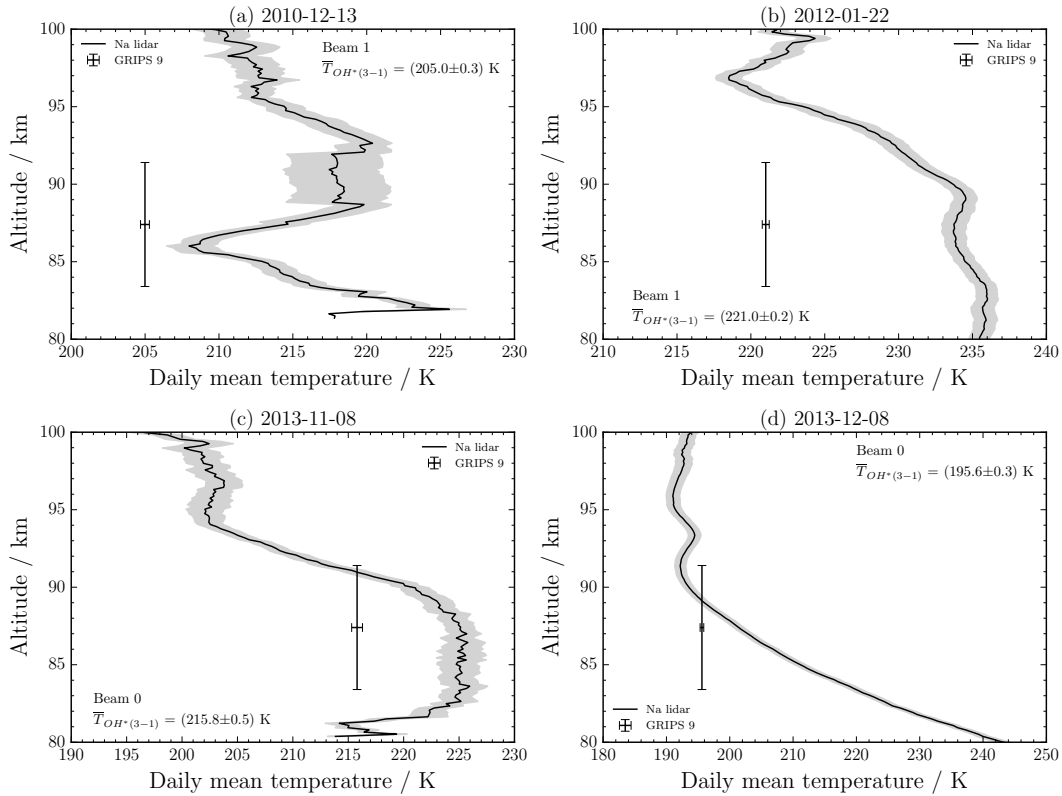 (a) 2010-12-13
Altitude / km
100
95
90
85
80
Na lidar
GRIPS 9
Beam 1
T̅_OH*(3−1) = (205.0±0.3) K
200 205 210 215 220 225 230
Daily mean temperature / K
(b) 2012-01-22
Altitude / km
100
95
90
85
80
Na lidar
GRIPS 9
Beam 1
T̅_OH*(3−1) = (221.0±0.2) K
210 215 220 225 230 235 240
Daily mean temperature / K
(c) 2013-11-08
Altitude / km
100
95
90
85
80
Na lidar
GRIPS 9
Beam 0
T̅_OH*(3−1) = (215.8±0.5) K
190 195 200 205 210 215 220 225 230
Daily mean temperature / K
(d) 2013-12-08
Altitude / km
100
95
90
85
80
Beam 0
T̅_OH*(3−1) = (195.6±0.3) K
Na lidar
GRIPS 9
180 190 200 210 220 230 240 250
Daily mean temperature / K